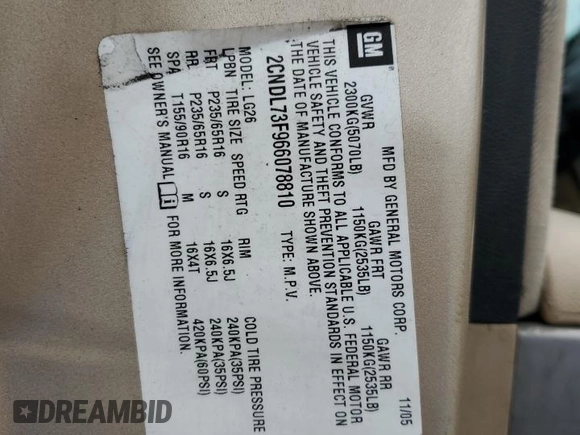 GM
MFD BY GENERAL MOTORS CORP. 11/05
GVWR GAWR FRT GAWR RR
2300KG(5070LB) 1150KG(2535LB) 1150KG(2535LB)
THIS VEHICLE CONFORMS TO ALL APPLICABLE U.S. FEDERAL MOTOR
VEHICLE SAFETY AND THEFT PREVENTION STANDARDS IN EFFECT ON
THE DATE OF MANUFACTURE SHOWN ABOVE.
2CNDL73F966078810 TYPE: M.P.V.
MODEL: LG26
LPBN TIRE SIZE SPEED RTG RIM COLD TIRE PRESSURE
FRT P235/65R16 S 16X6.5J 240KPA(35PSI)
RR P235/65R16 S 16X6.5J 240KPA(35PSI)
SPA T155/90R16 M 16X4T 420KPA(60PSI)
SEE OWNER'S MANUAL FOR MORE INFORMATION.
DREAMBID